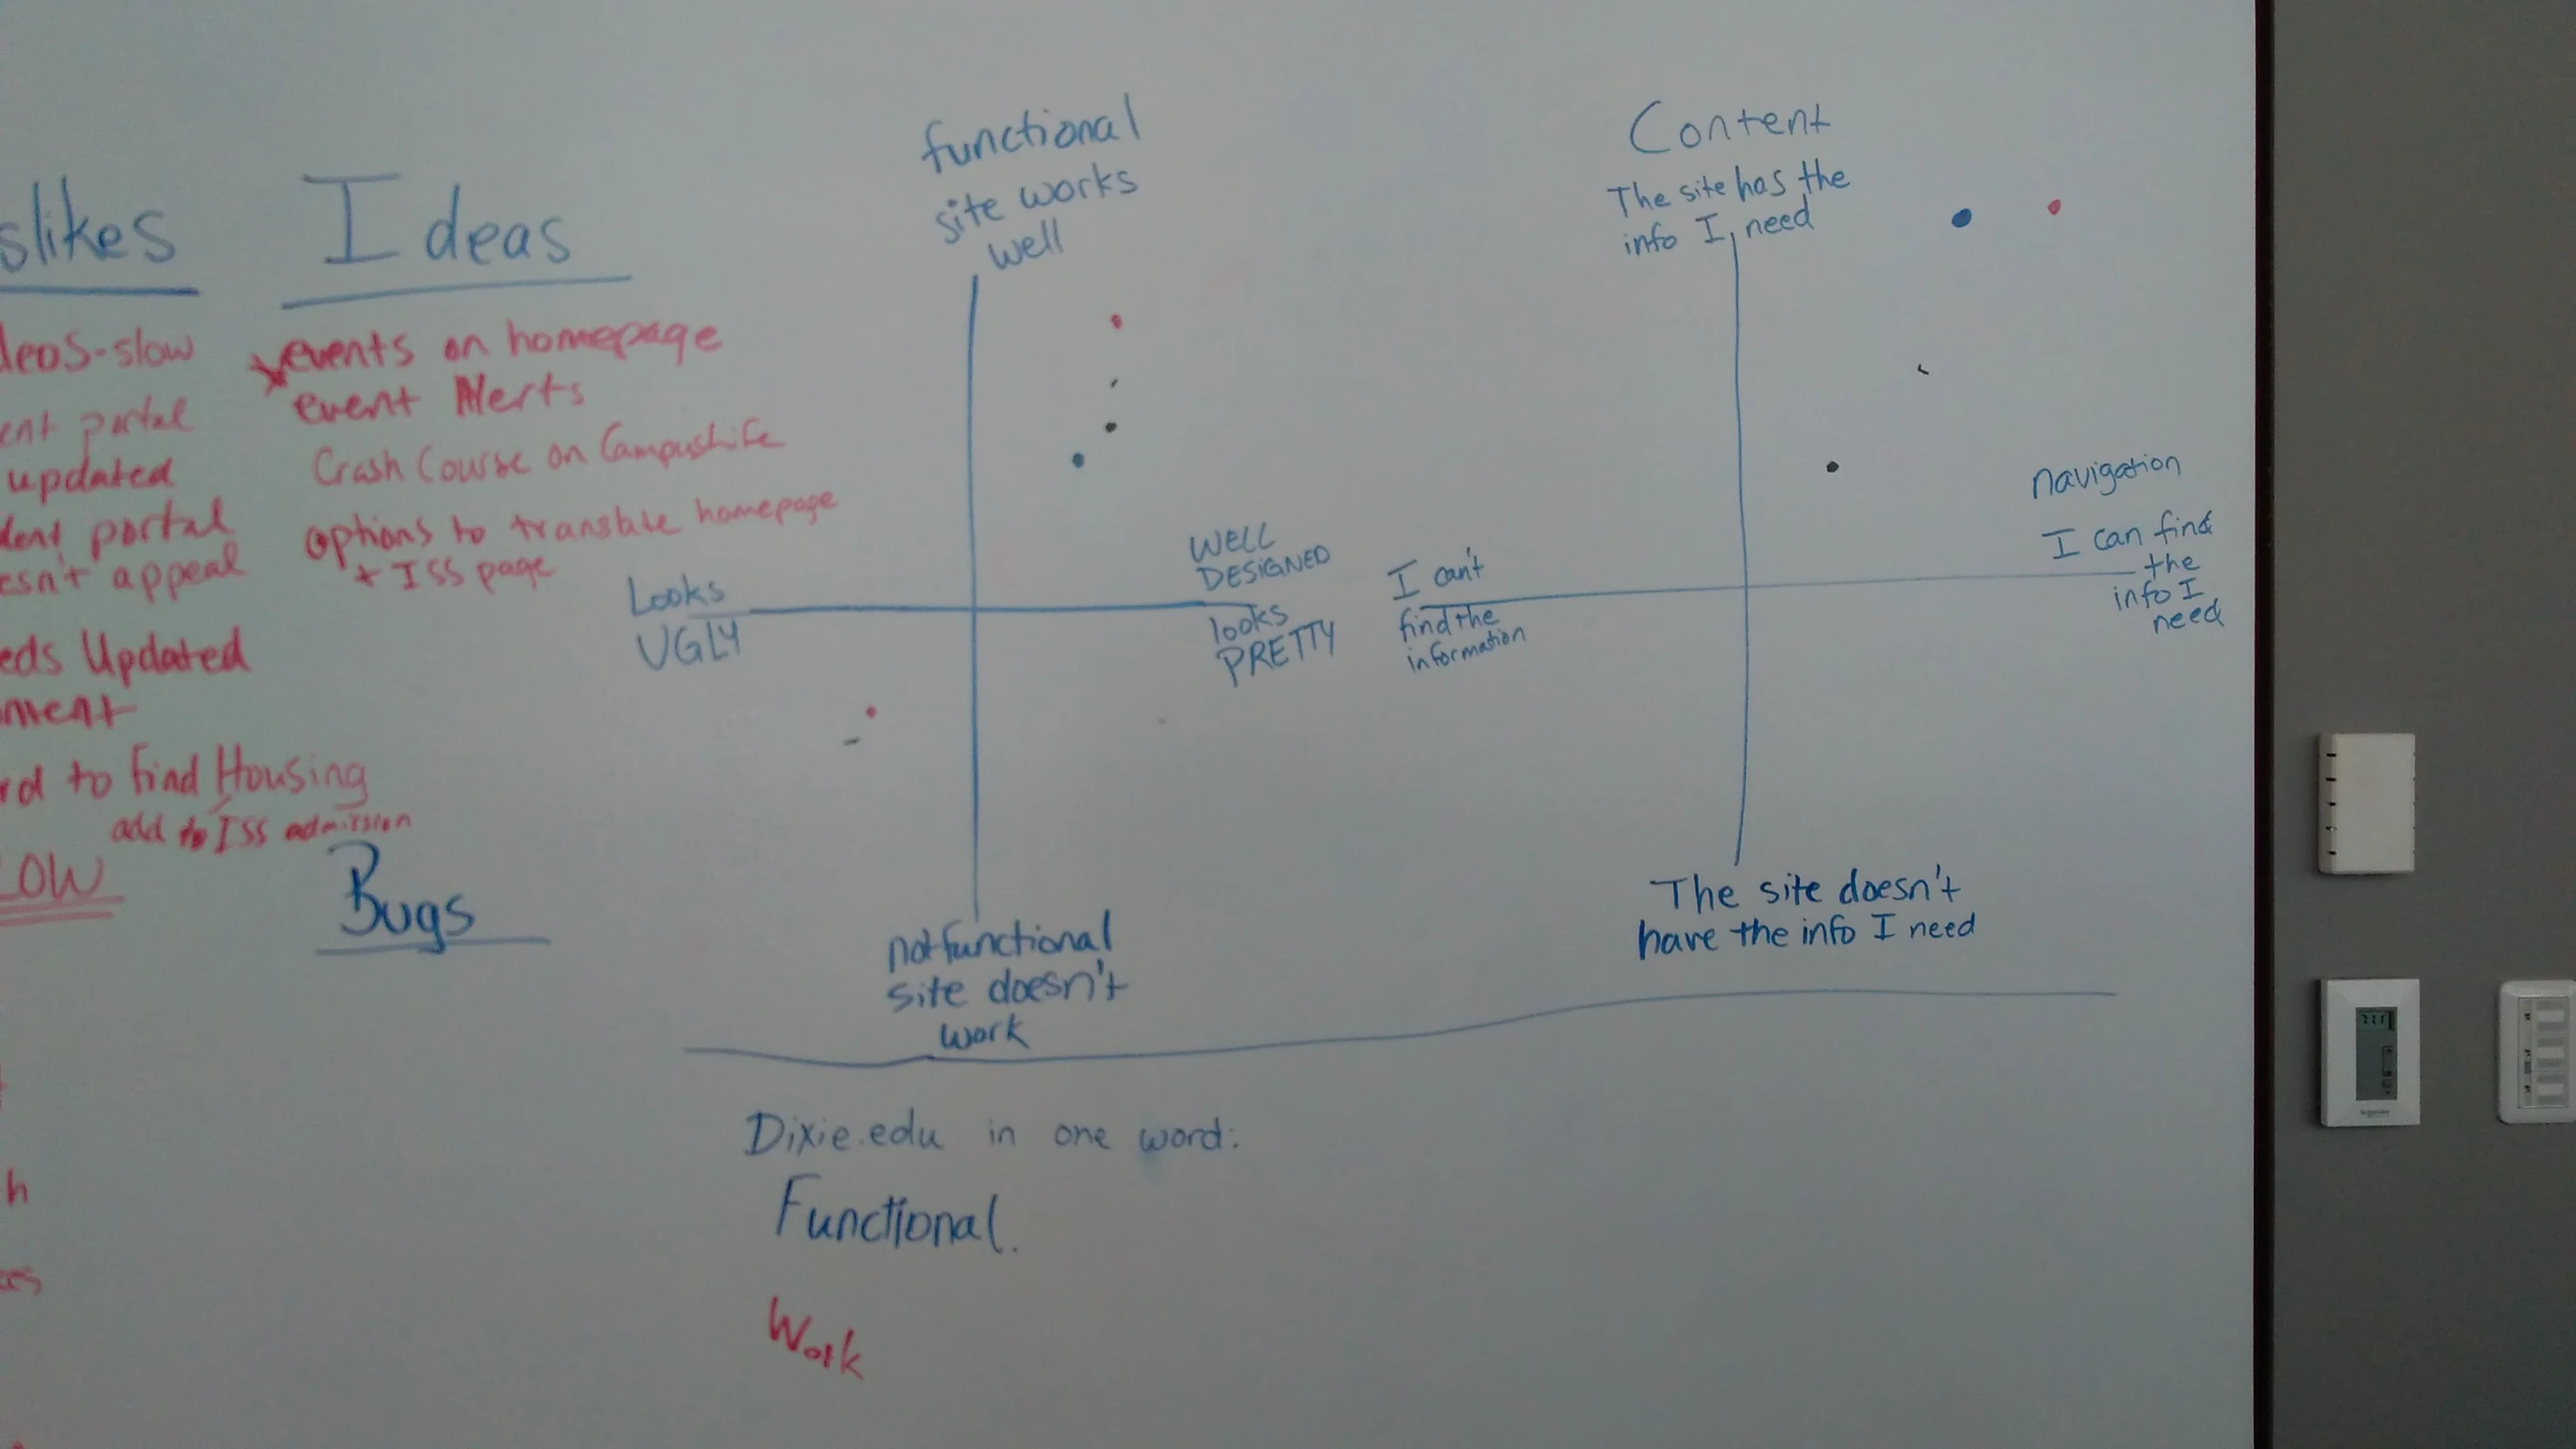 slikes
deos-slow
ent portal
updated
dent portal
esn't appeal
eds Updated
ment
rd to find Housing
add to ISS admission
LOW
h
es
Ideas
events on homepage
event Alerts
Crash Course on Campus Life
options to translate homepage
+ ISS page
Bugs
functional
site works
well
Looks
UGLY
WELL
DESIGNED
looks
PRETTY
not functional
site doesn't
work
Content
The site has the
info I need
I can't
find the
information
navigation
I can find
the
info I
need
The site doesn't
have the info I need
Dixie.edu in one word:
Functional.
Work